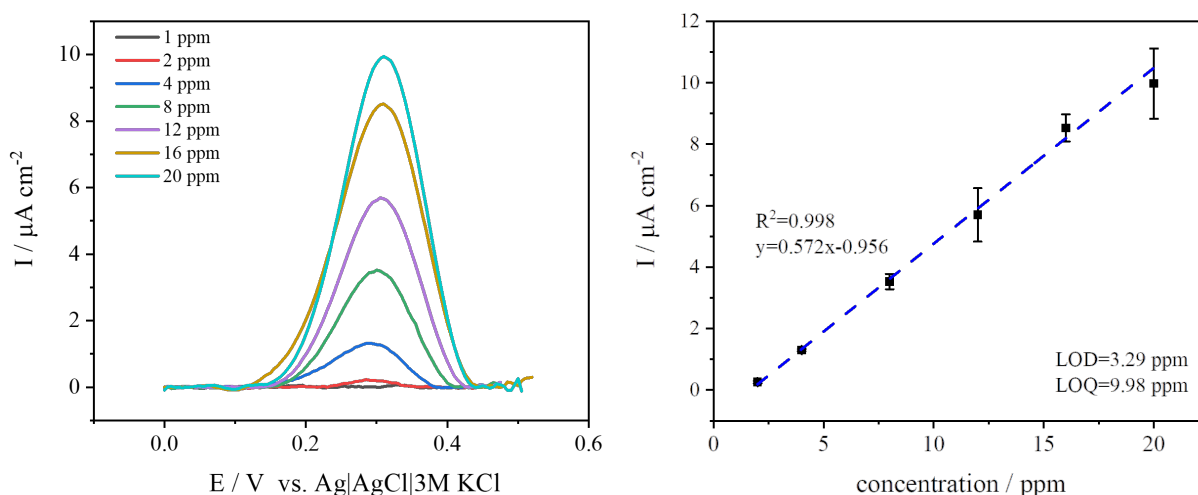 1 ppm
2 ppm
4 ppm
8 ppm
12 ppm
16 ppm
20 ppm
10
8
6
4
2
0
I / μA cm⁻²
0.0 0.2 0.4 0.6
E / V vs. Ag|AgCl|3M KCl
12
10
8
6
4
2
0
I / μA cm⁻²
R²=0.998
y=0.572x-0.956
LOD=3.29 ppm
LOQ=9.98 ppm
0 5 10 15 20
concentration / ppm